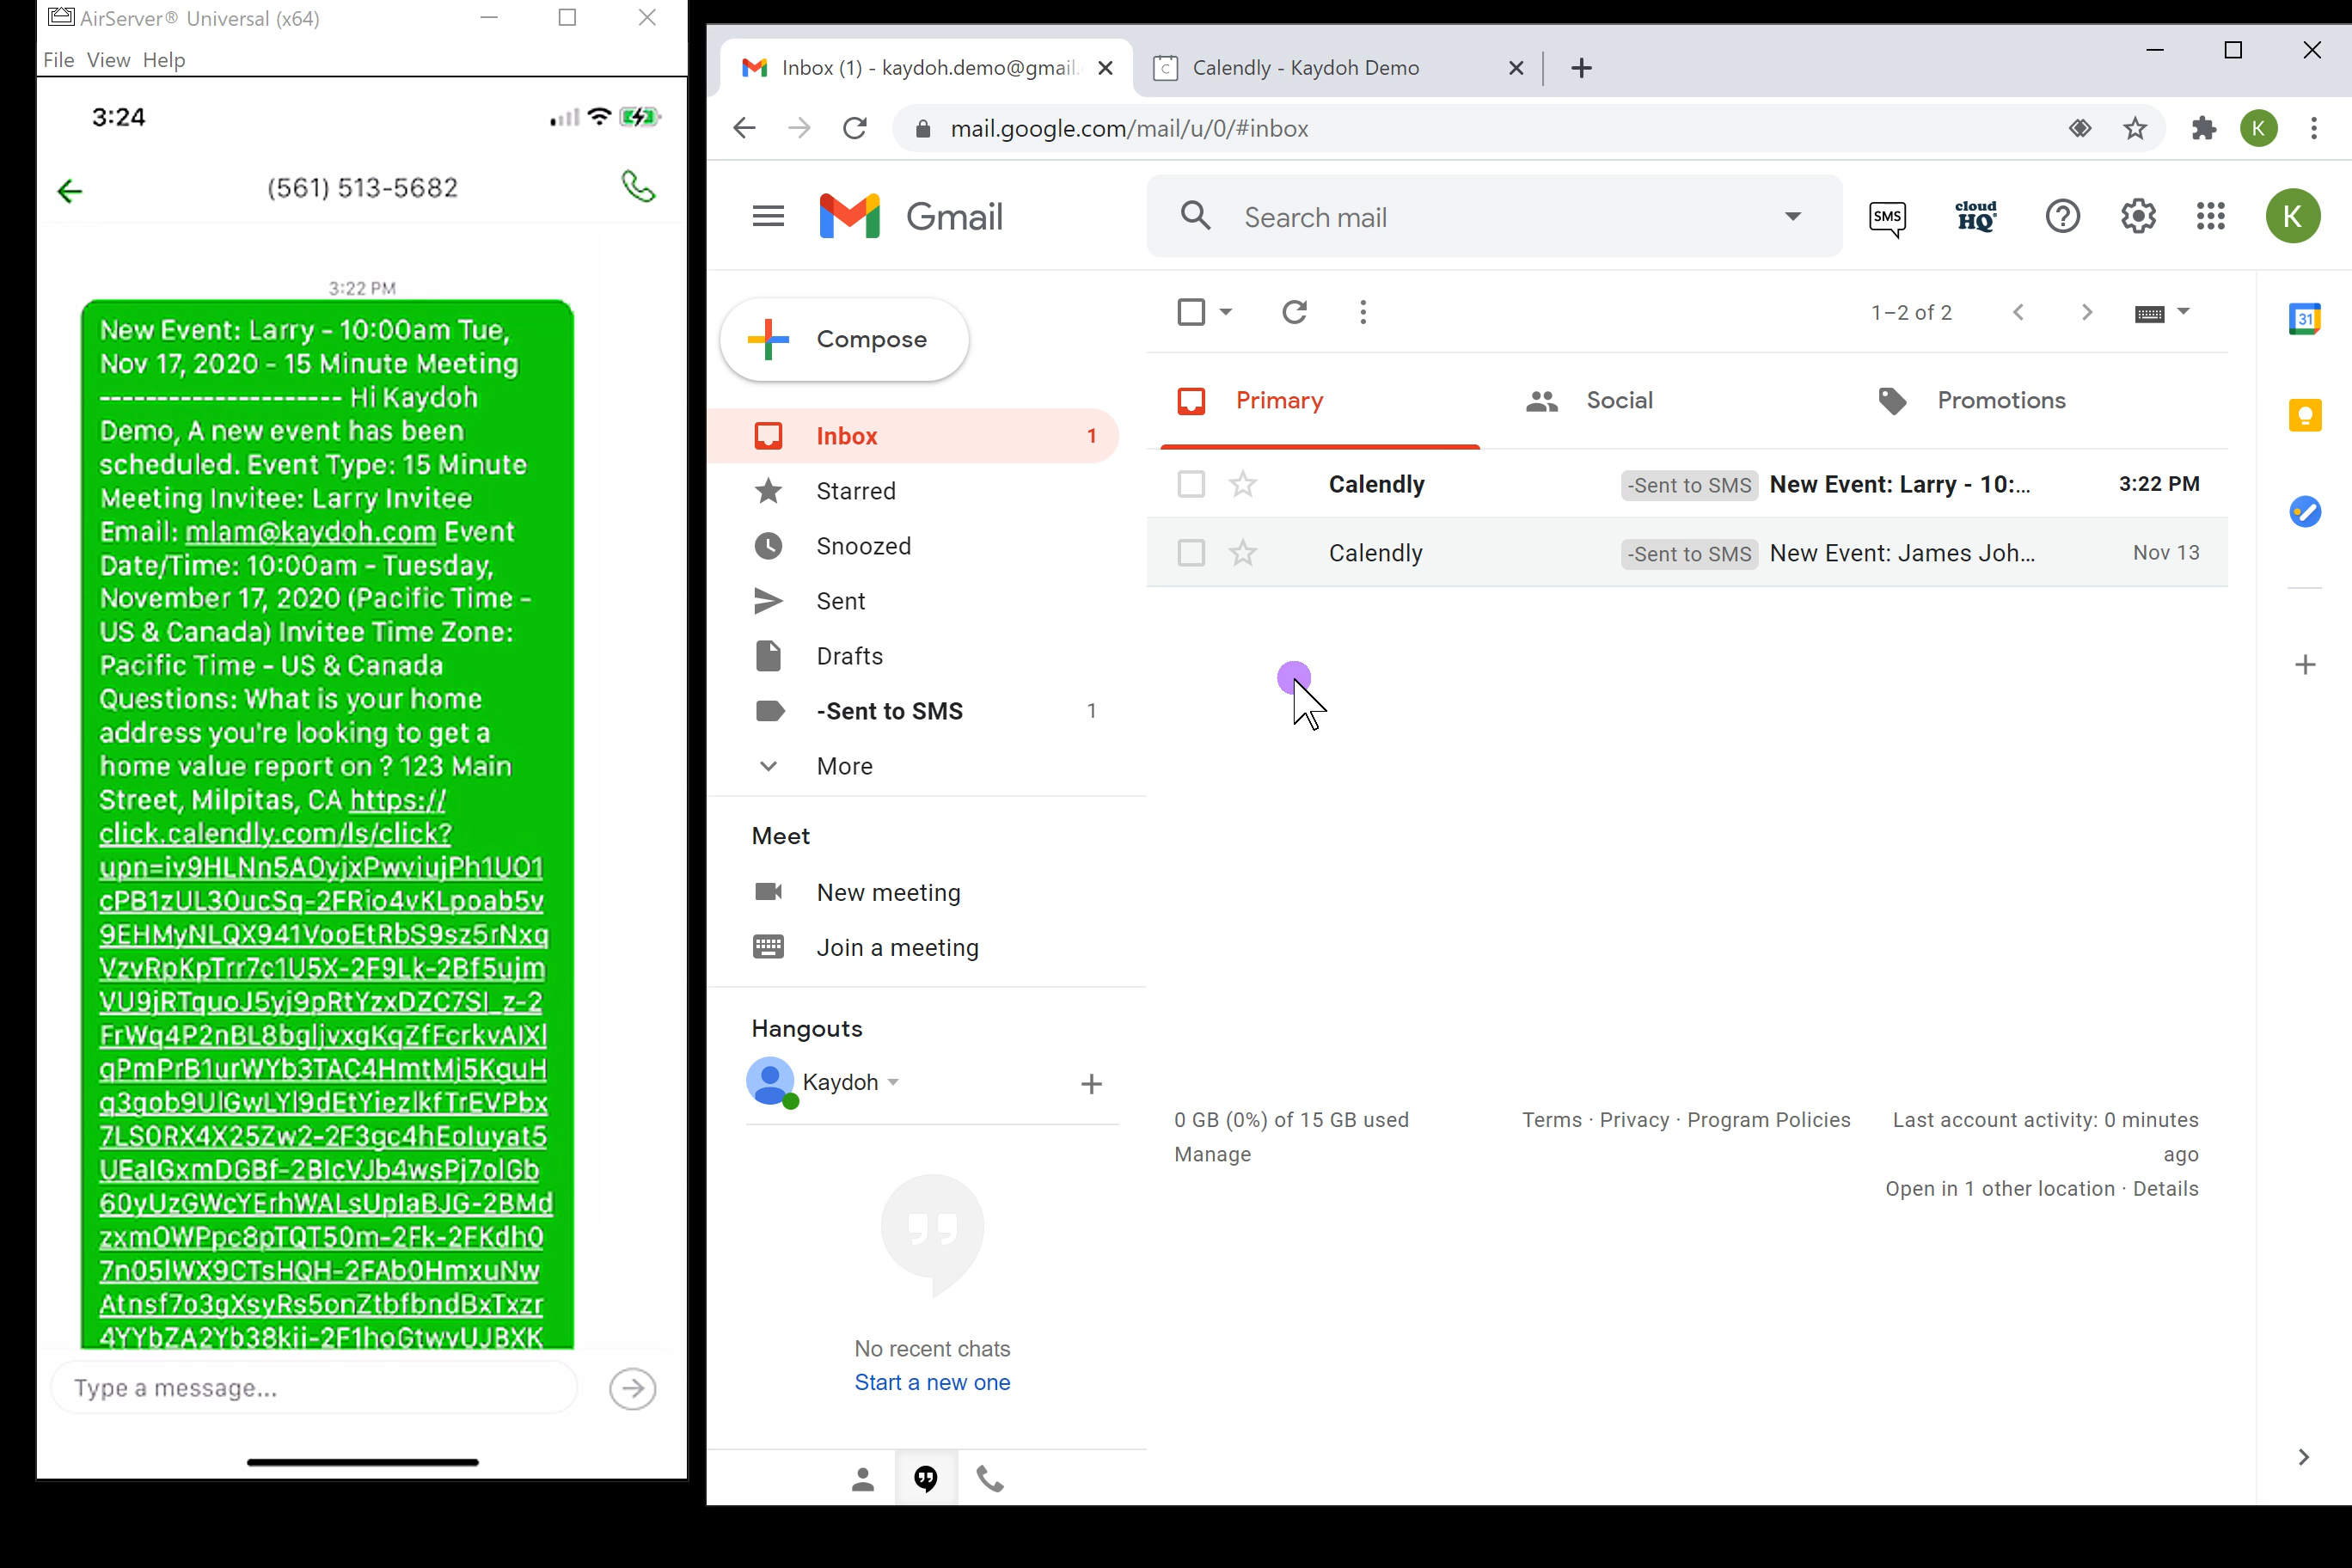 AirServer® Universal (x64)
File View Help
3:24
(561) 513-5682
3:22 PM
New Event: Larry - 10:00am Tue,
Nov 17, 2020 - 15 Minute Meeting
--------------------- Hi Kaydoh
Demo, A new event has been
scheduled. Event Type: 15 Minute
Meeting Invitee: Larry Invitee
Email: mlam@kaydoh.com Event
Date/Time: 10:00am - Tuesday,
November 17, 2020 (Pacific Time -
US & Canada) Invitee Time Zone:
Pacific Time - US & Canada
Questions: What is your home
address you're looking to get a
home value report on ? 123 Main
Street, Milpitas, CA https://
click.calendly.com/ls/click?
Type a message...
Inbox (1) - kaydoh.demo@gmail.
Calendly - Kaydoh Demo
mail.google.com/mail/u/0/#inbox
K
Gmail
Search mail
SMS
cloud
HQ
K
Compose
1–2 of 2
31
Inbox 1
Starred
Snoozed
Sent
Drafts
-Sent to SMS 1
More
Primary
Social
Promotions
Calendly -Sent to SMS New Event: Larry - 10:... 3:22 PM
Calendly -Sent to SMS New Event: James Joh... Nov 13
Meet
New meeting
Join a meeting
Hangouts
Kaydoh
No recent chats
Start a new one
0 GB (0%) of 15 GB used
Manage
Terms · Privacy · Program Policies
Last account activity: 0 minutes
ago
Open in 1 other location · Details